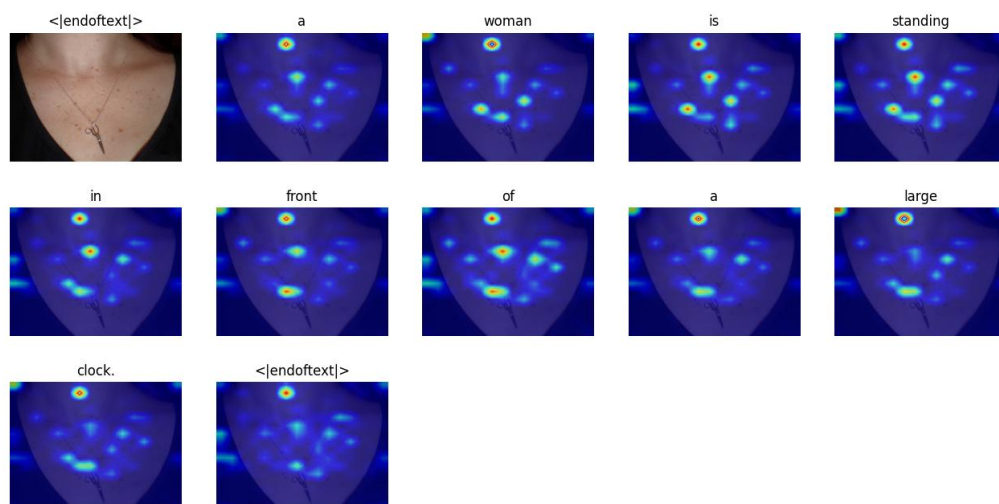 <|endoftext|> a woman is standing
in front of a large
clock. <|endoftext|>